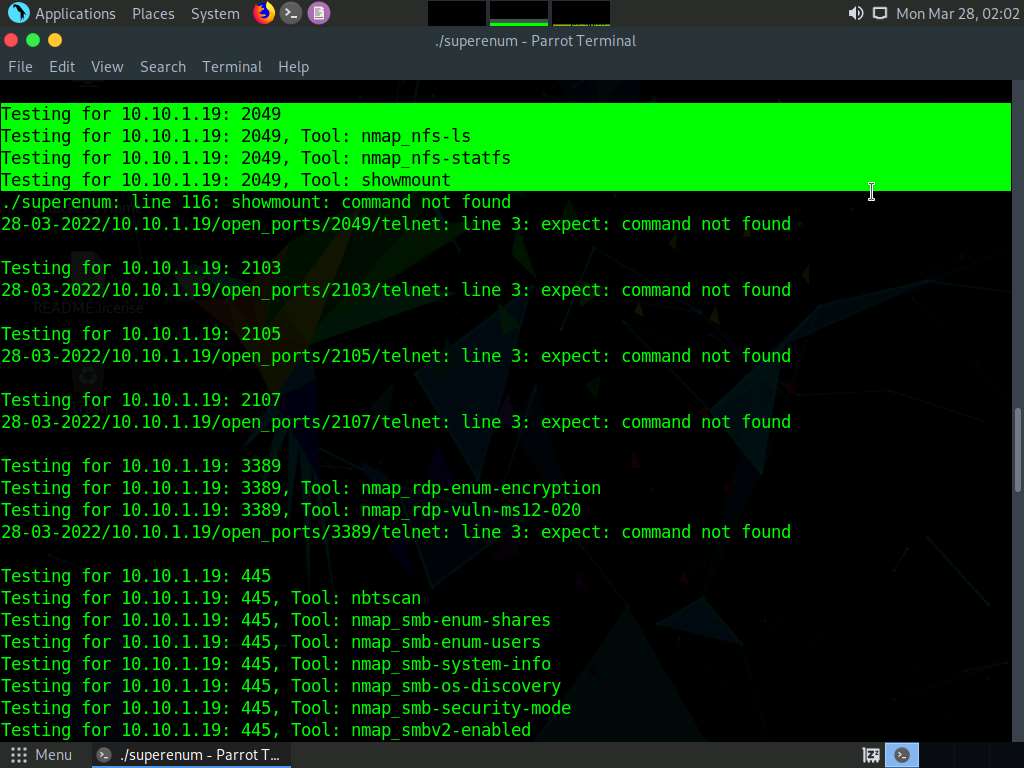 Applications Places System Mon Mar 28, 02:02
./superenum - Parrot Terminal
File Edit View Search Terminal Help
Testing for 10.10.1.19: 2049
Testing for 10.10.1.19: 2049, Tool: nmap_nfs-ls
Testing for 10.10.1.19: 2049, Tool: nmap_nfs-statfs
Testing for 10.10.1.19: 2049, Tool: showmount
./superenum: line 116: showmount: command not found
28-03-2022/10.10.1.19/open_ports/2049/telnet: line 3: expect: command not found
Testing for 10.10.1.19: 2103
28-03-2022/10.10.1.19/open_ports/2103/telnet: line 3: expect: command not found
README.license
Testing for 10.10.1.19: 2105
28-03-2022/10.10.1.19/open_ports/2105/telnet: line 3: expect: command not found
Testing for 10.10.1.19: 2107
28-03-2022/10.10.1.19/open_ports/2107/telnet: line 3: expect: command not found
Testing for 10.10.1.19: 3389
Testing for 10.10.1.19: 3389, Tool: nmap_rdp-enum-encryption
Testing for 10.10.1.19: 3389, Tool: nmap_rdp-vuln-ms12-020
28-03-2022/10.10.1.19/open_ports/3389/telnet: line 3: expect: command not found
Testing for 10.10.1.19: 445
Testing for 10.10.1.19: 445, Tool: nbtscan
Testing for 10.10.1.19: 445, Tool: nmap_smb-enum-shares
Testing for 10.10.1.19: 445, Tool: nmap_smb-enum-users
Testing for 10.10.1.19: 445, Tool: nmap_smb-system-info
Testing for 10.10.1.19: 445, Tool: nmap_smb-os-discovery
Testing for 10.10.1.19: 445, Tool: nmap_smb-security-mode
Testing for 10.10.1.19: 445, Tool: nmap_smbv2-enabled
Menu ./superenum - Parrot T...